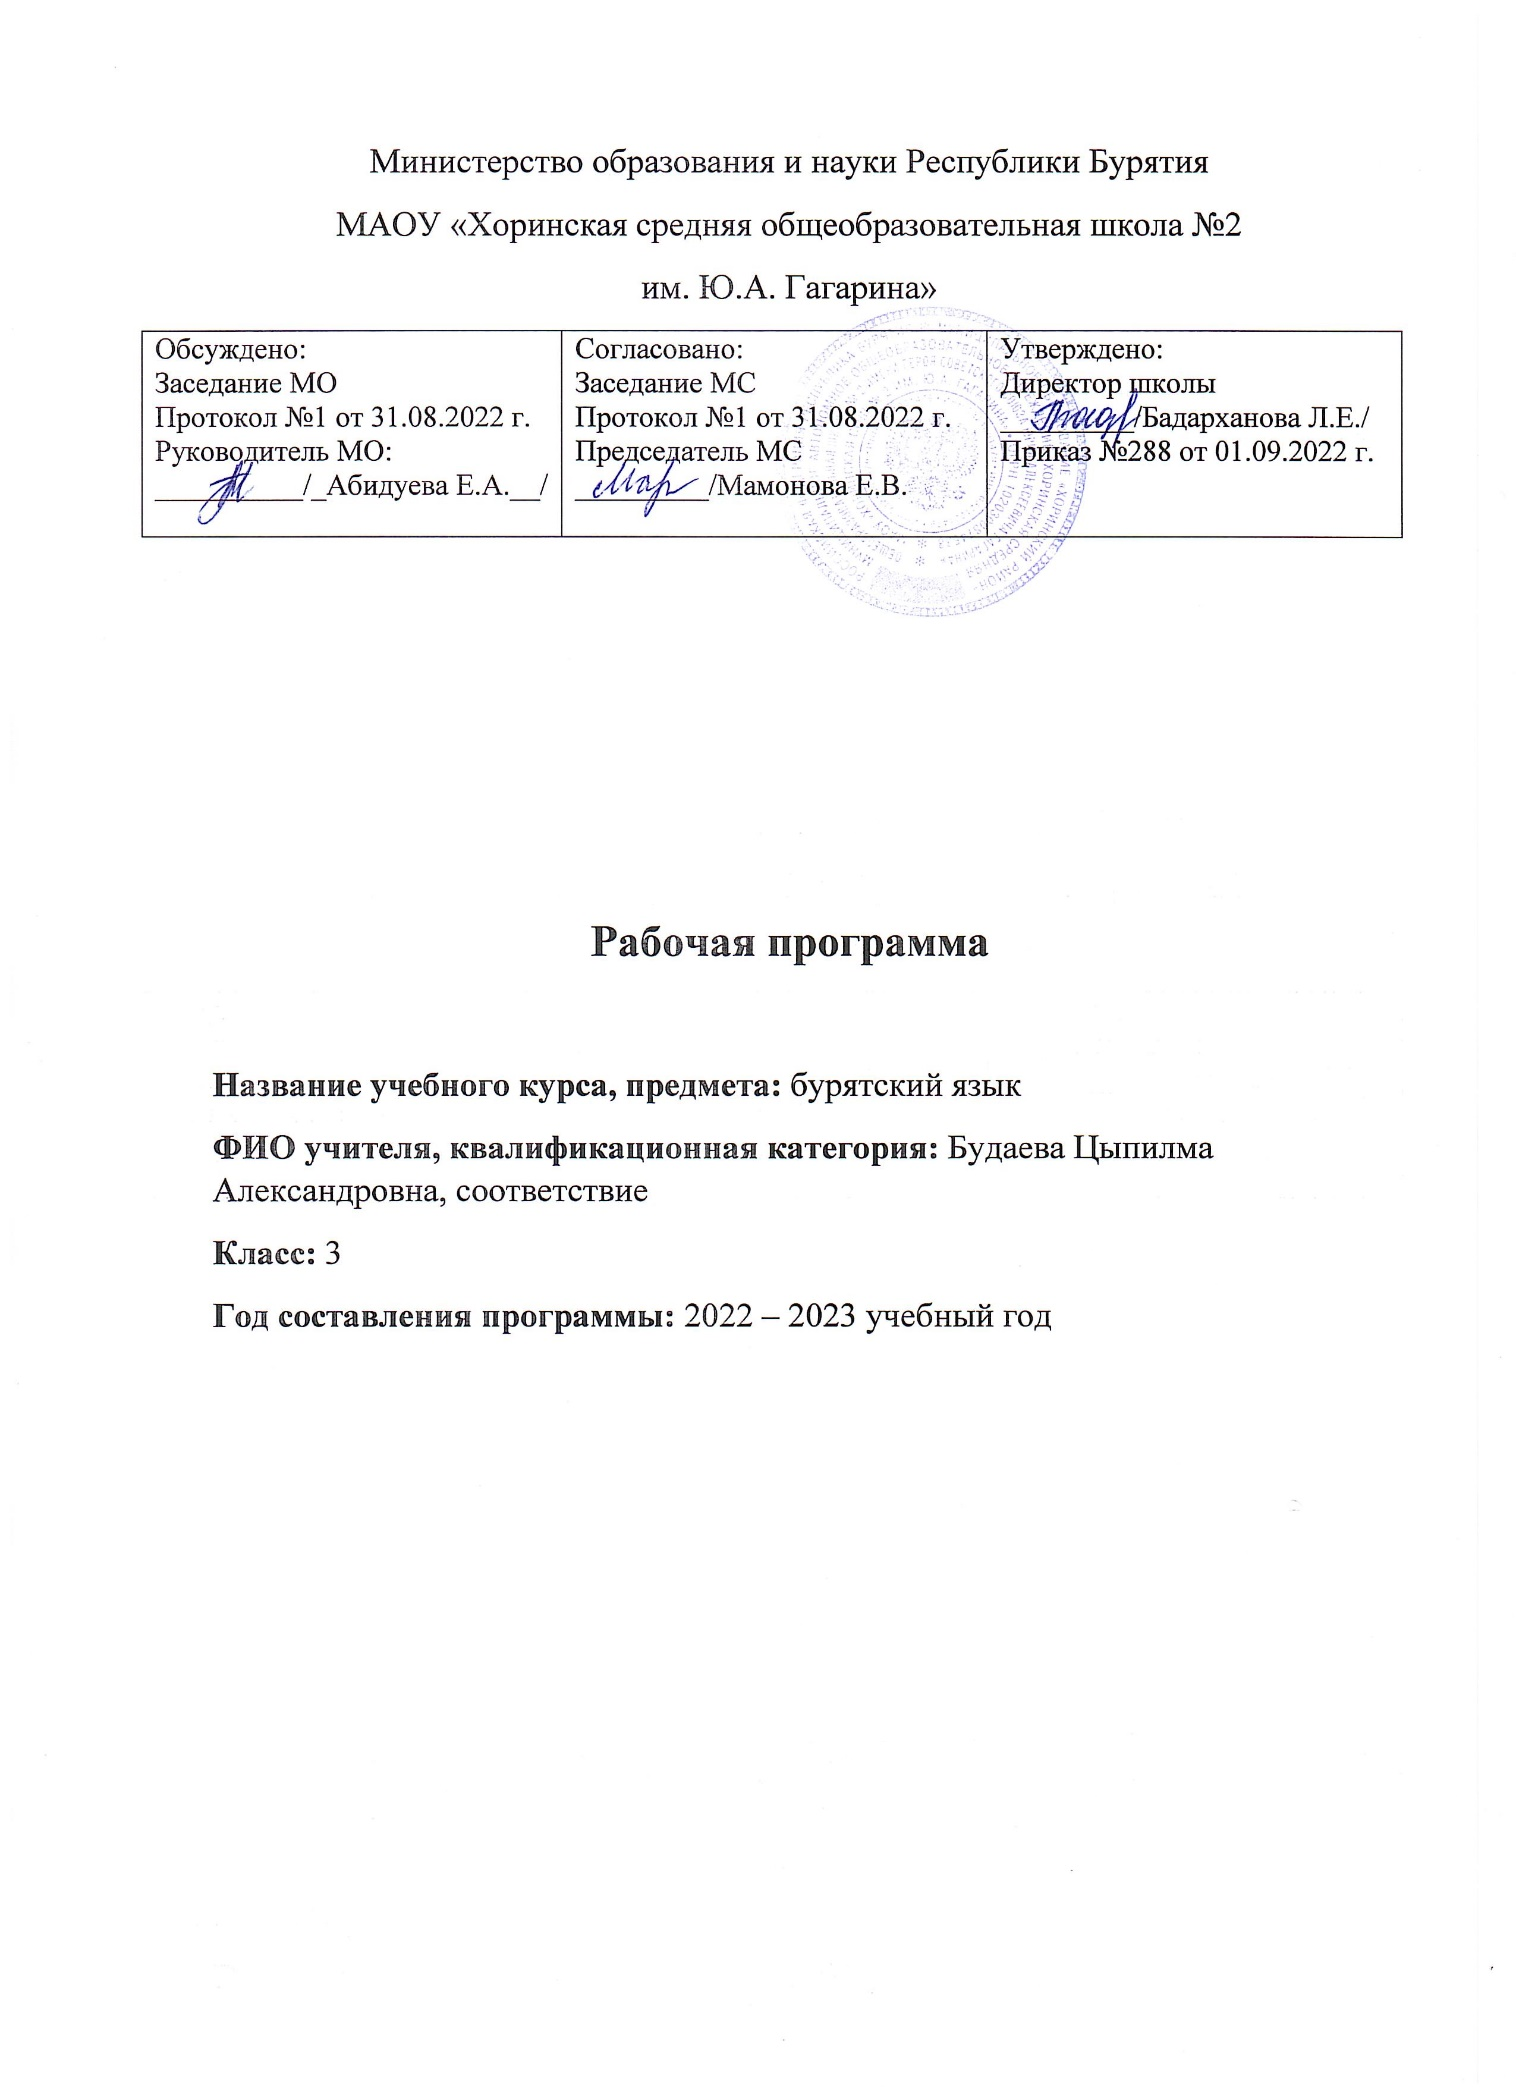 Министерство образования и науки Республики Бурятия
МАОУ «Хоринская средняя общеобразовательная школа №2
им. Ю.А. Гагарина»
Обсуждено:
Заседание МО
Протокол №1 от 31.08.2022 г.
Руководитель МО:
/_Абидуева Е.А.__/
Согласовано:
Заседание МС
Протокол №1 от 31.08.2022 г.
Председатель МС
/Мамонова Е.В.
Утверждено:
Директор школы
/Бадарханова Л.Е./
Приказ №288 от 01.09.2022 г.
Рабочая программа
Название учебного курса, предмета: бурятский язык
ФИО учителя, квалификационная категория: Будаева Цыпилма
Александровна, соответствие
Класс: 3
Год составления программы: 2022 – 2023 учебный год